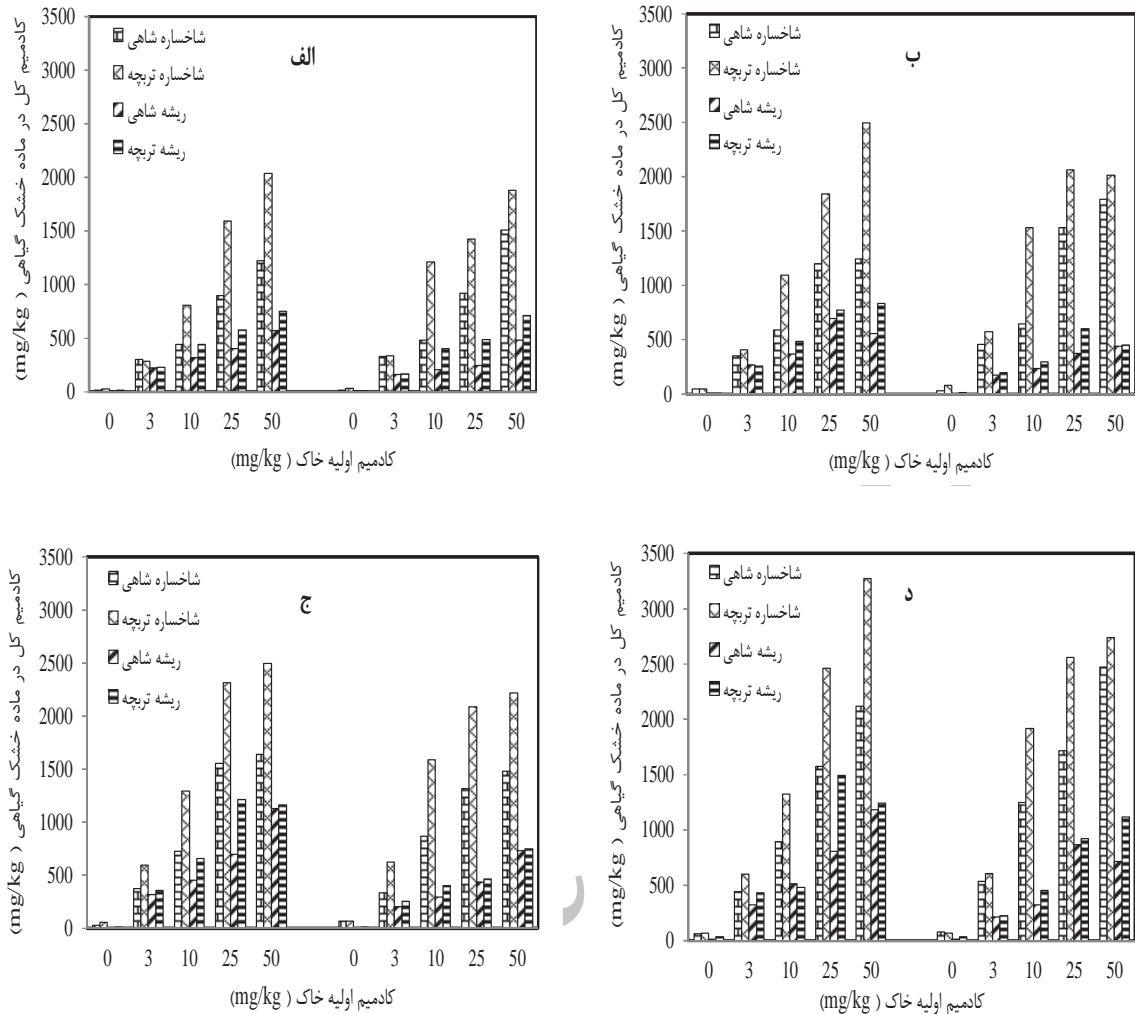 الف
3500
3000
2500
2000
1500
1000
500
0
کادمیم کل در ماده خشک گیاهی ( mg/kg)
شاخساره شاهی
شاخساره تربچه
ریشه شاهی
ریشه تربچه
0 3 10 25 50 0 3 10 25 50
کادمیم اولیه خاک ( mg/kg)
ب
3500
3000
2500
2000
1500
1000
500
0
کادمیم کل در ماده خشک گیاهی ( mg/kg)
شاخساره شاهی
شاخساره تربچه
ریشه شاهی
ریشه تربچه
0 3 10 25 50 0 3 10 25 50
کادمیم اولیه خاک ( mg/kg)
ج
3500
3000
2500
2000
1500
1000
500
0
کادمیم کل در ماده خشک گیاهی ( mg/kg)
شاخساره شاهی
شاخساره تربچه
ریشه شاهی
ریشه تربچه
0 3 10 25 50 0 3 10 25 50
کادمیم اولیه خاک ( mg/kg)
د
3500
3000
2500
2000
1500
1000
500
0
کادمیم کل در ماده خشک گیاهی ( mg/kg)
شاخساره شاهی
شاخساره تربچه
ریشه شاهی
ریشه تربچه
0 3 10 25 50 0 3 10 25 50
کادمیم اولیه خاک ( mg/kg)